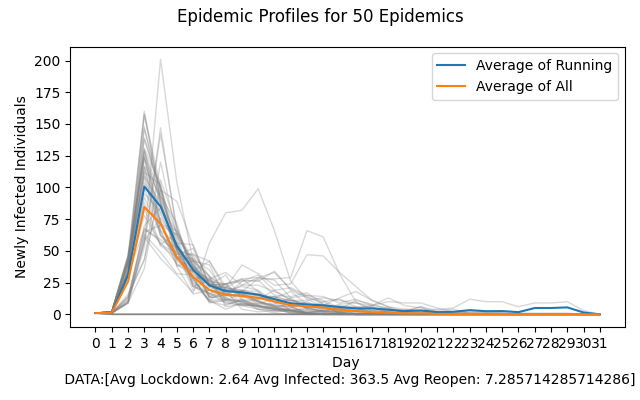 Epidemic Profiles for 50 Epidemics
Average of Running
Average of All
200
175
150
125
100
75
50
25
0
Newly Infected Individuals
0 1 2 3 4 5 6 7 8 9 10 11 12 13 14 15 16 17 18 19 20 21 22 23 24 25 26 27 28 29 30 31
Day
DATA:[Avg Lockdown: 2.64 Avg Infected: 363.5 Avg Reopen: 7.285714285714286]